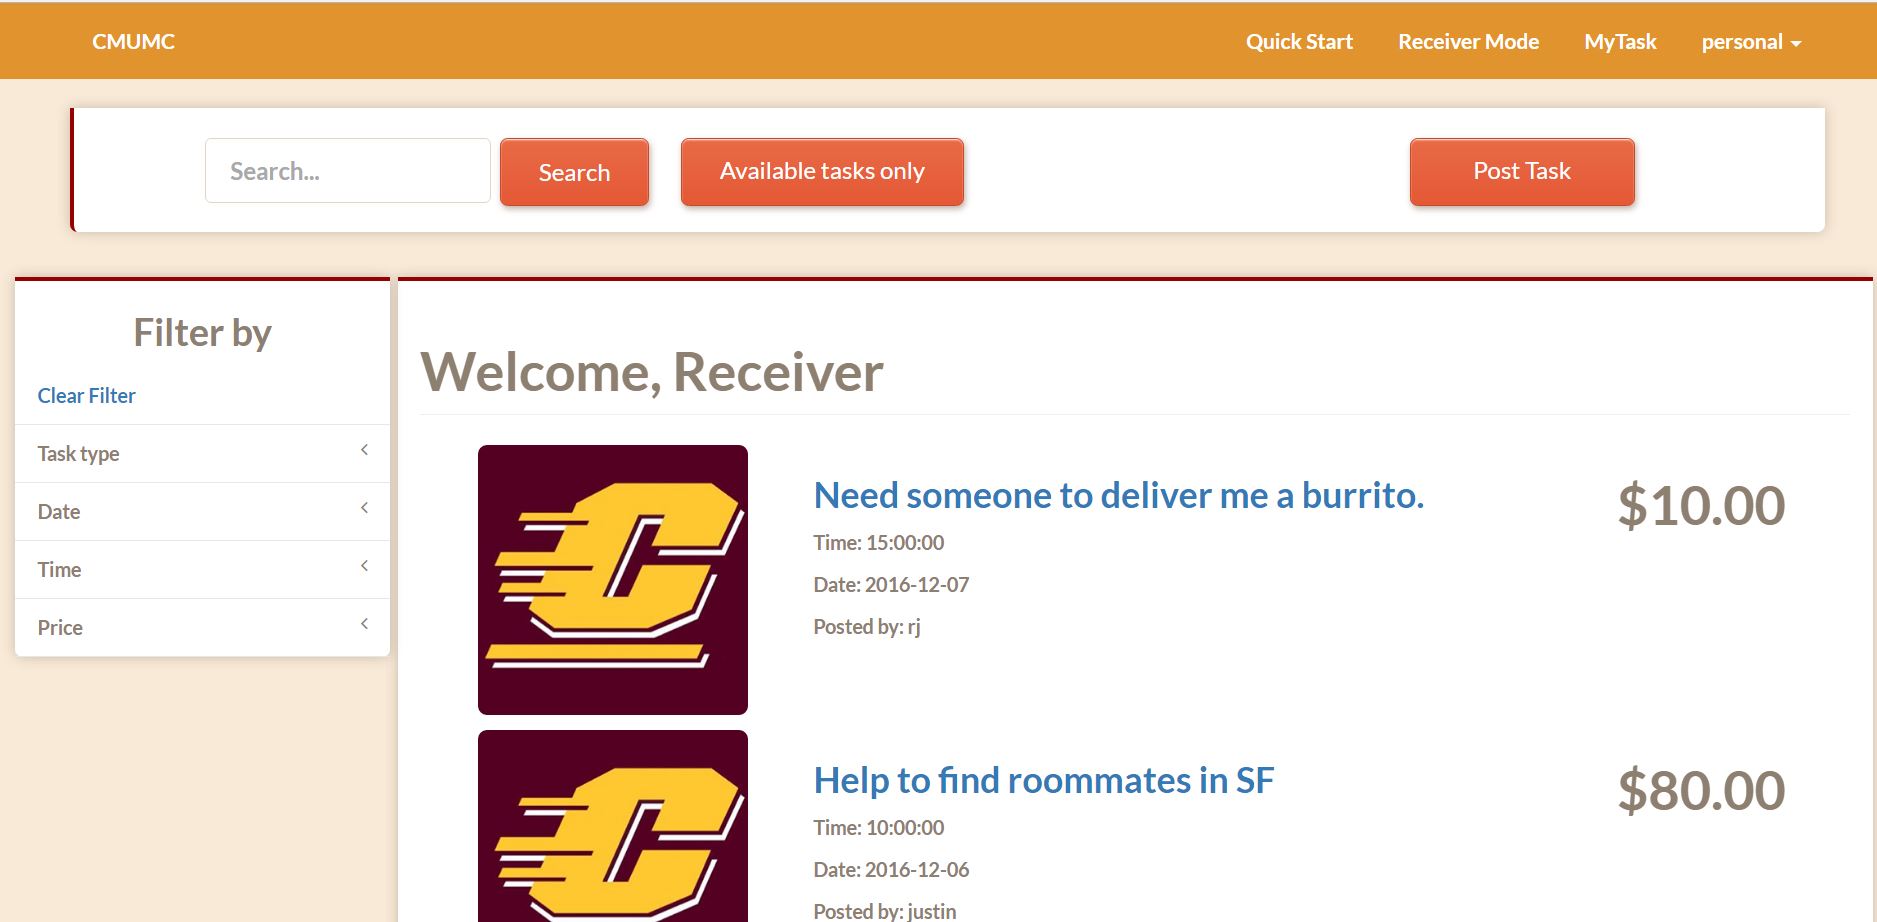 CMUMC
Quick Start
Receiver Mode
MyTask
personal
Search...
Search
Available tasks only
Post Task
Filter by
Clear Filter
Task type
Date
Time
Price
Welcome, Receiver
C
Need someone to deliver me a burrito.
$10.00
Time: 15:00:00
Date: 2016-12-07
Posted by: rj
C
Help to find roommates in SF
$80.00
Time: 10:00:00
Date: 2016-12-06
Posted by: justin